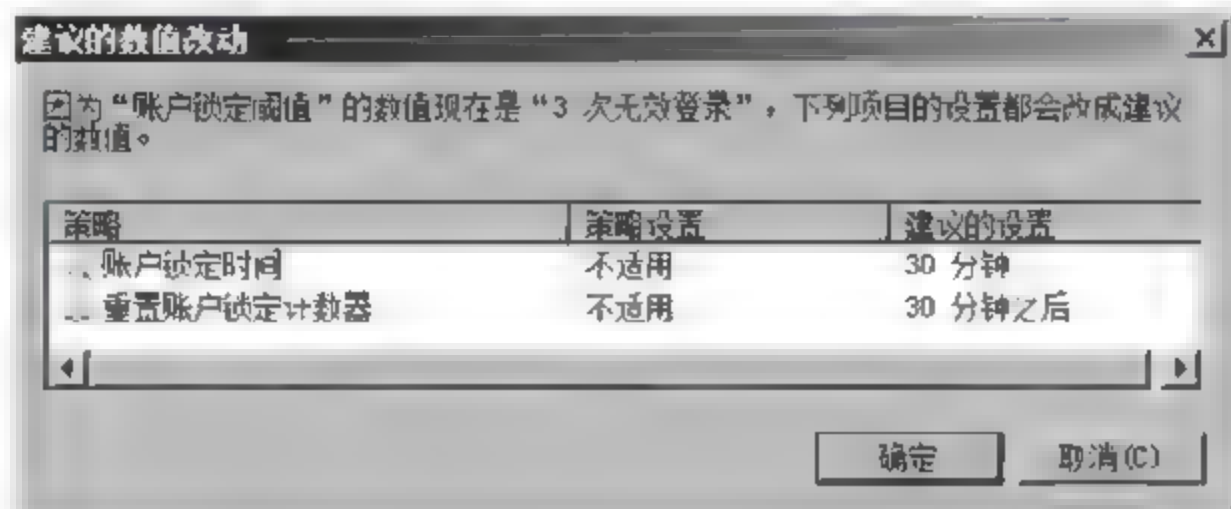 建议的数值改动
因为“账户锁定阈值”的数值现在是“3 次无效登录”，下列项目的设置都会改成建议
的数值。
策略 策略设置 建议的设置
账户锁定时间 不适用 30 分钟
重置账户锁定计数器 不适用 30 分钟之后
确定 取消(C)